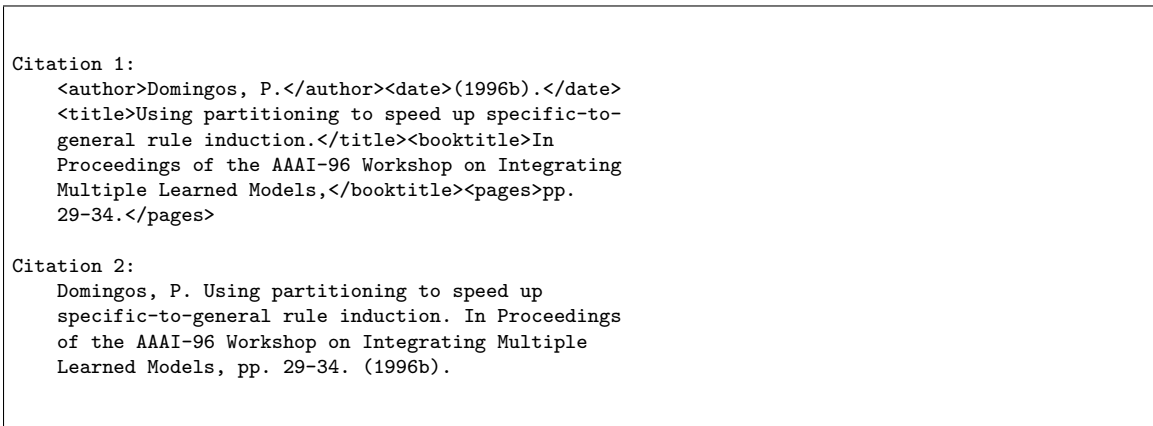 Citation 1:
<author>Domingos, P.</author><date>(1996b).</date>
<title>Using partitioning to speed up specific-to-
general rule induction.</title><booktitle>In
Proceedings of the AAAI-96 Workshop on Integrating
Multiple Learned Models,</booktitle><pages>pp.
29-34.</pages>
Citation 2:
Domingos, P. Using partitioning to speed up
specific-to-general rule induction. In Proceedings
of the AAAI-96 Workshop on Integrating Multiple
Learned Models, pp. 29-34. (1996b).